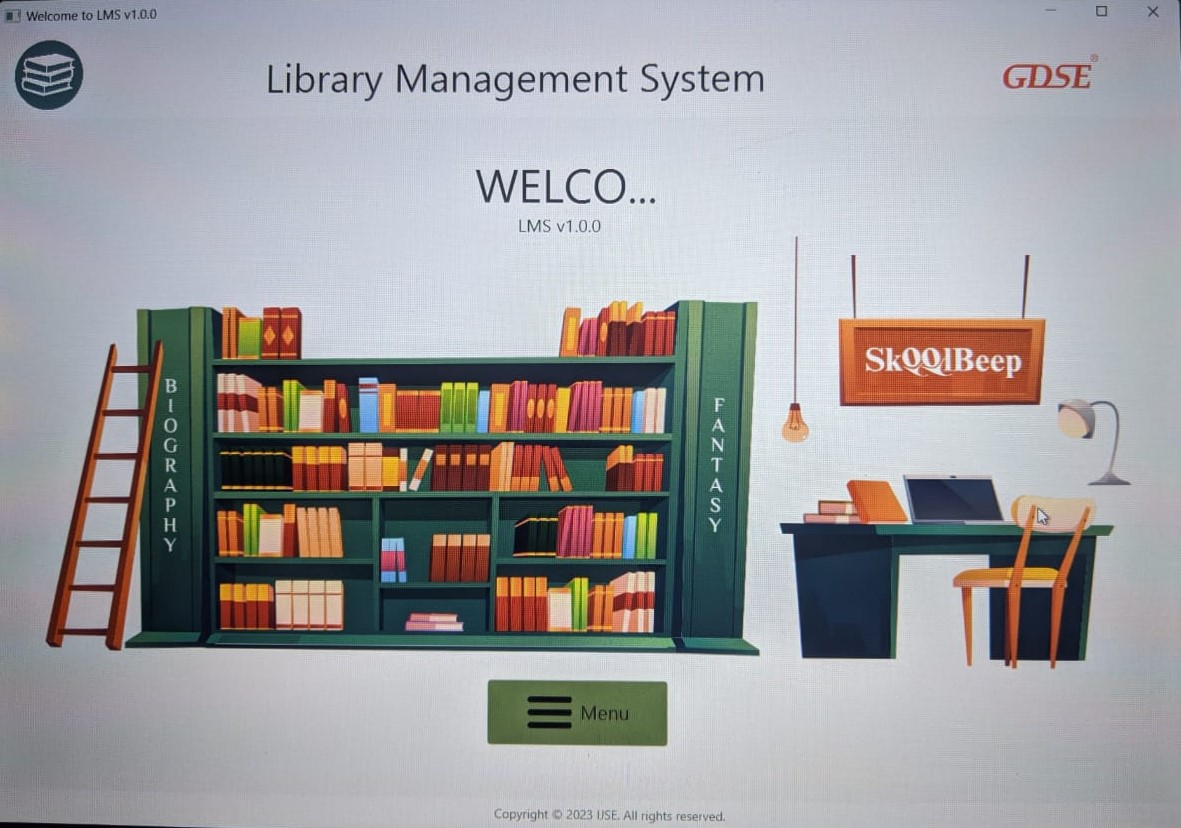 Welcome to LMS v1.0.0
Library Management System
GDSE®
WELCO...
LMS v1.0.0
SkQQlBeep
BIOGRAPHY
FANTASY
Menu
Copyright © 2023 IJSE. All rights reserved.